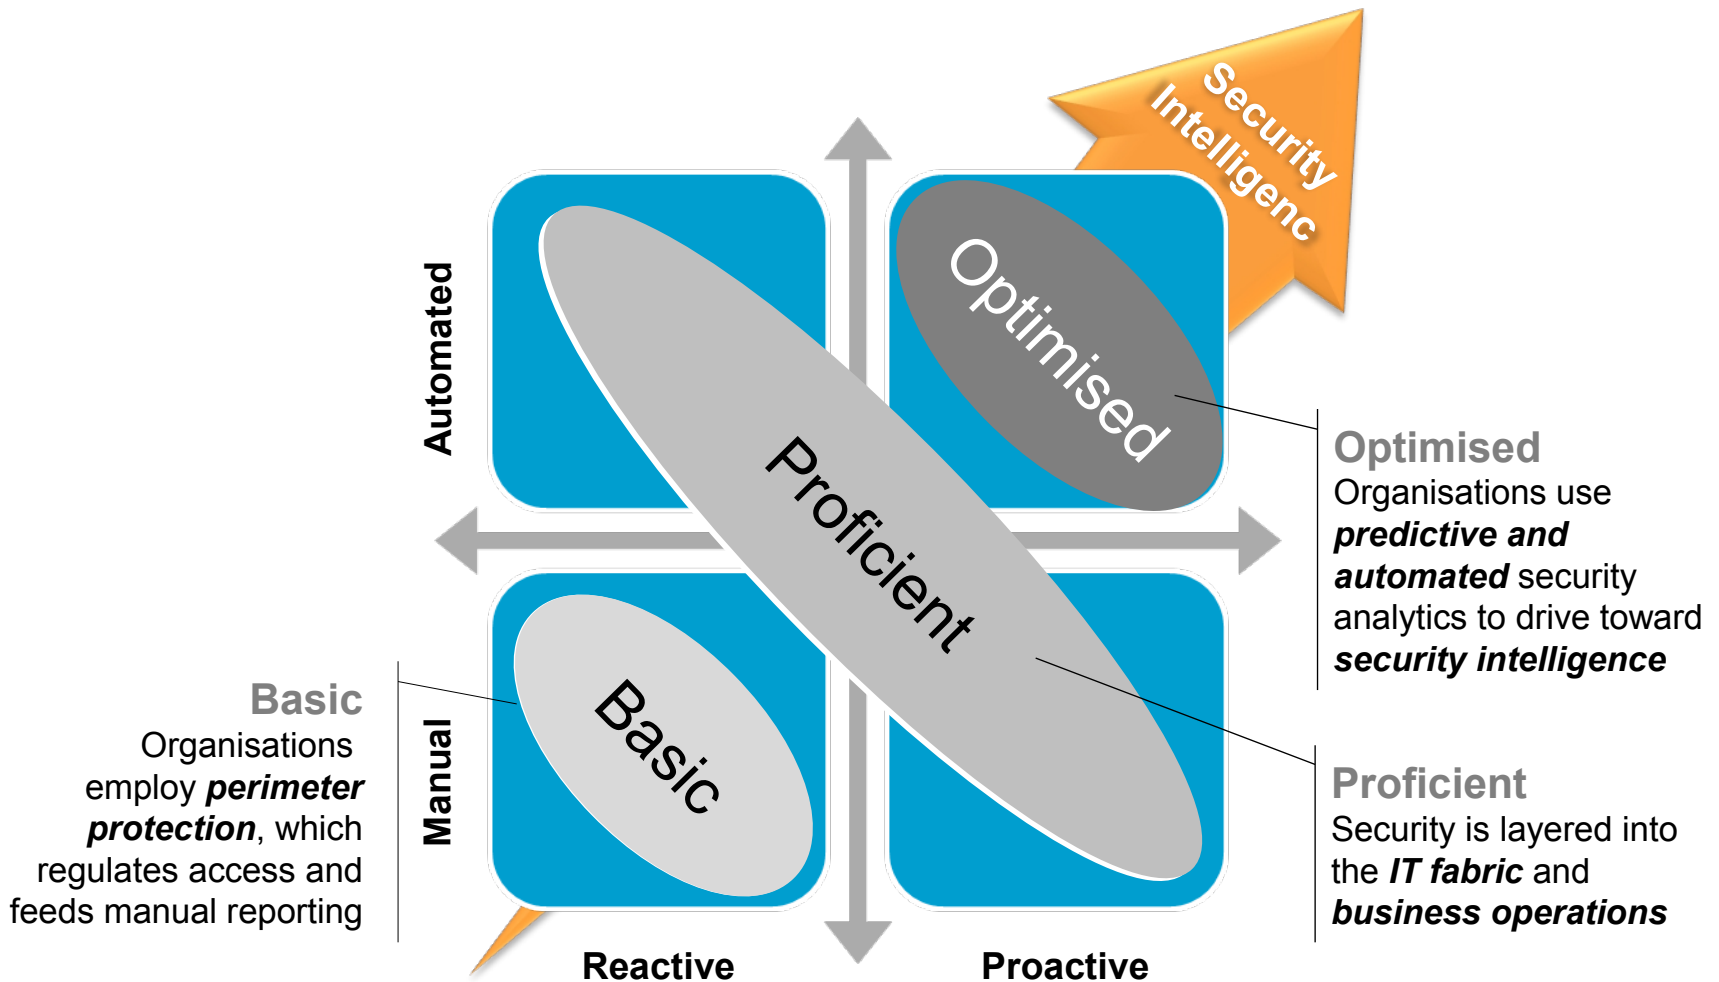 Security
Intelligenc
Automated
Optimised
Proficient
Optimised
Organisations use
predictive and
automated security
analytics to drive toward
security intelligence
Basic
Organisations
employ perimeter
protection, which
regulates access and
feeds manual reporting
Manual
Basic
Proficient
Security is layered into
the IT fabric and
business operations
Reactive
Proactive